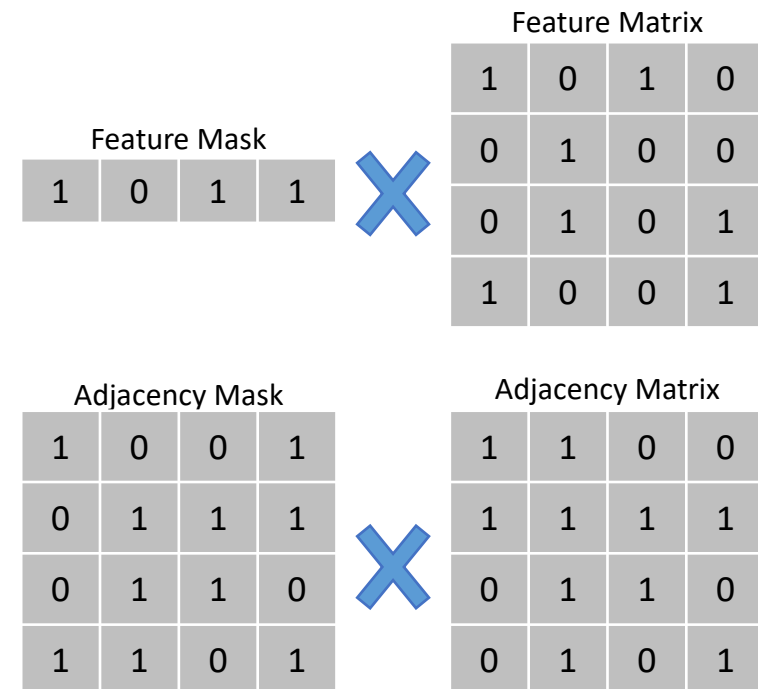 Feature Matrix
1 0 1 0
Feature Mask
0 1 0 0
1 0 1 1
0 1 0 1
1 0 0 1
Adjacency Mask
1 0 0 1
0 1 1 1
0 1 1 0
1 1 0 1
Adjacency Matrix
1 1 0 0
1 1 1 1
0 1 1 0
0 1 0 1